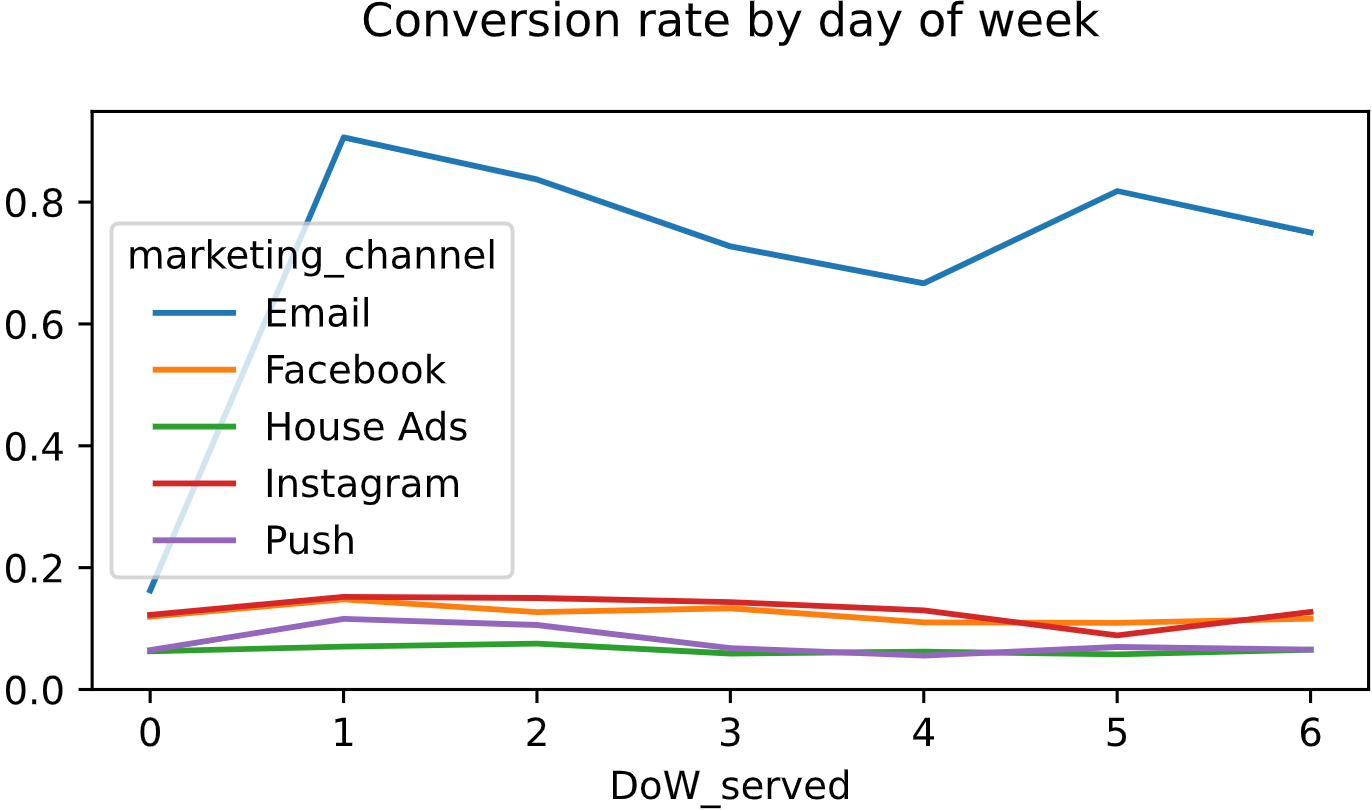 Conversion rate by day of week
0.8
0.6
0.4
0.2
0.0
marketing_channel
Email
Facebook
House Ads
Instagram
Push
0 1 2 3 4 5 6
DoW_served